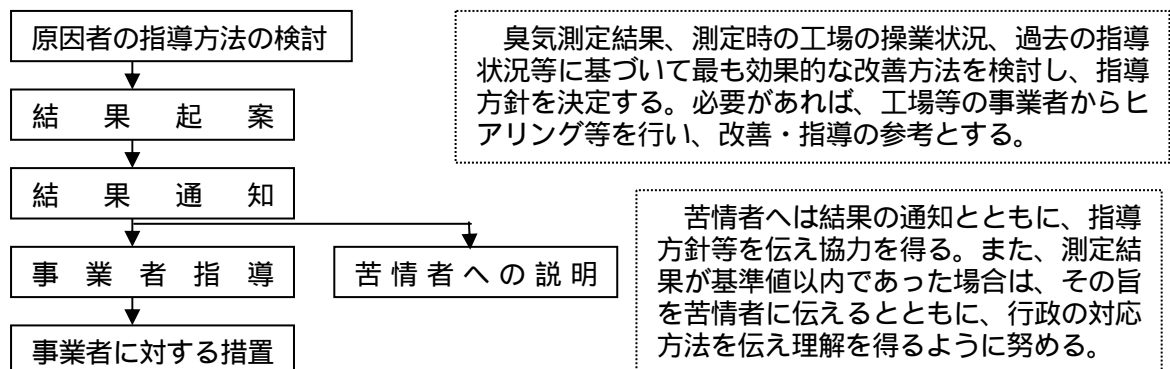 原因者の指導方法の検討
臭気測定結果、測定時の工場の操業状況、過去の指導
状況等に基づいて最も効果的な改善方法を検討し、指導
方針を決定する。必要があれば、工場等の事業者からヒ
アリング等を行い、改善・指導の参考とする。
結果起案
結果通知
事業者指導
苦情者への説明
苦情者へは結果の通知とともに、指導
方針等を伝え協力を得る。また、測定結
果が基準値以内であった場合は、その旨
を苦情者に伝えるとともに、行政の対応
方法を伝え理解を得るように努める。
事業者に対する措置